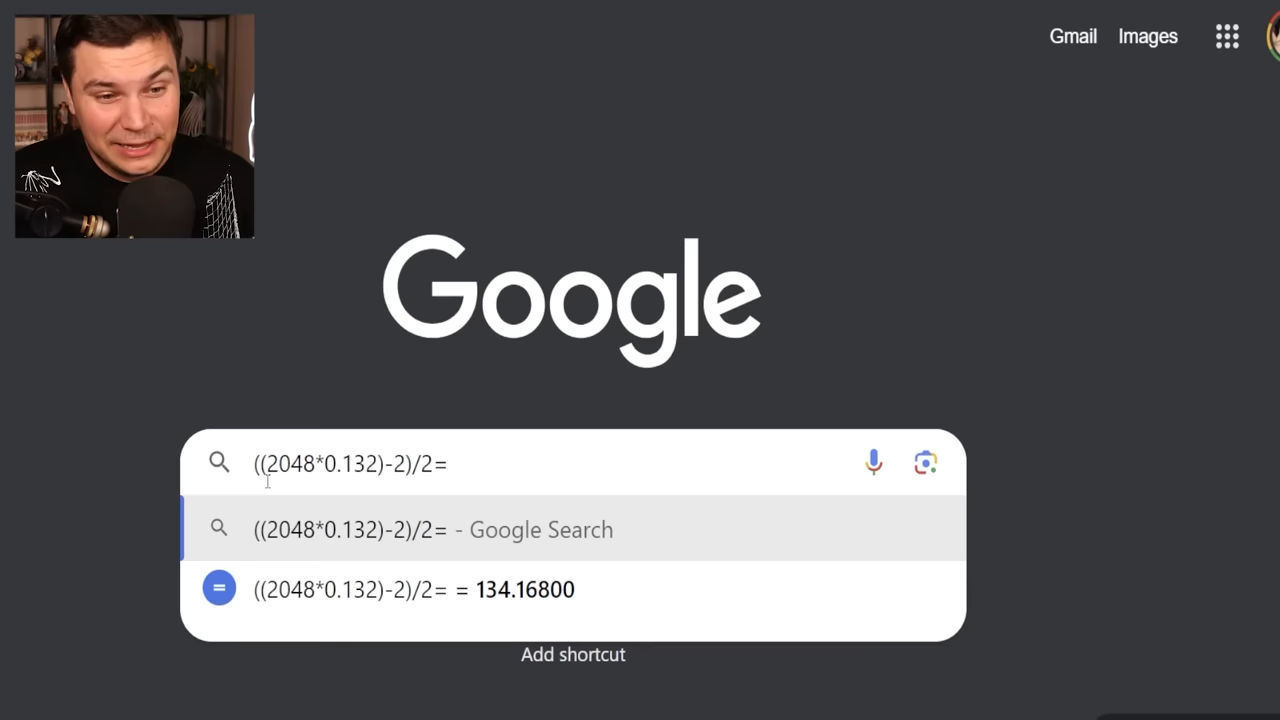 Gmail Images
Google
((2048*0.132)-2)/2=
((2048*0.132)-2)/2= - Google Search
= ((2048*0.132)-2)/2= = 134.16800
Add shortcut